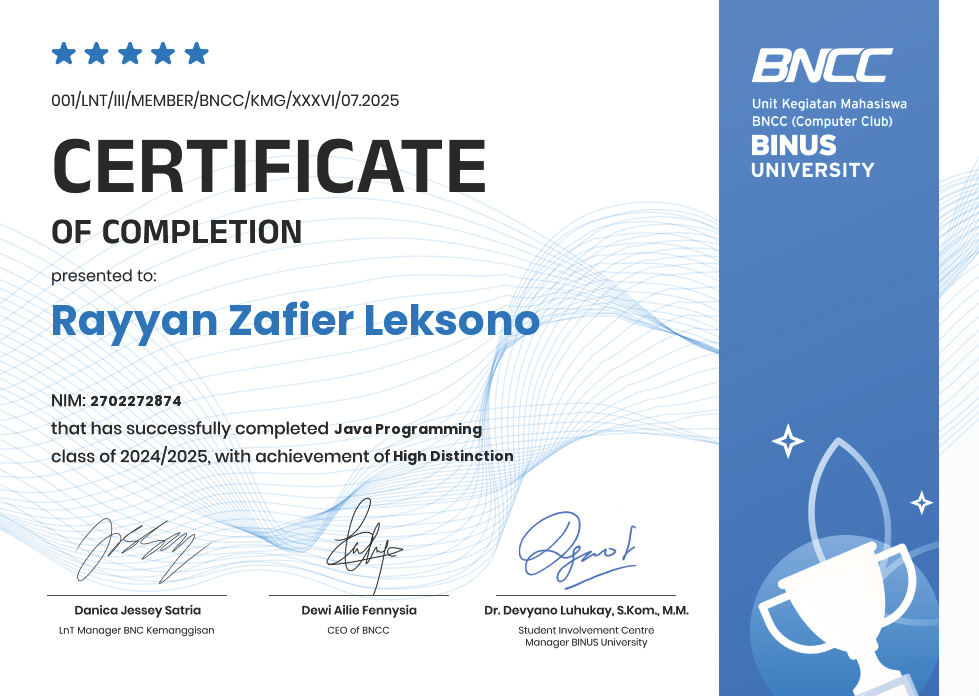 001/LNT/III/MEMBER/BNCC/KMG/XXXVI/07.2025
CERTIFICATE
OF COMPLETION
presented to:
Rayyan Zafier Leksono
NIM: 2702272874
that has successfully completed Java Programming
class of 2024/2025, with achievement of High Distinction
Danica Jessey Satria
LnT Manager BNC Kemanggisan
Dewi Ailie Fennysia
CEO of BNCC
Dr. Devyano Luhukay, S.Kom., M.M.
Student Involvement Centre
Manager BINUS University
BNCC
Unit Kegiatan Mahasiswa
BNCC (Computer Club)
BINUS
UNIVERSITY